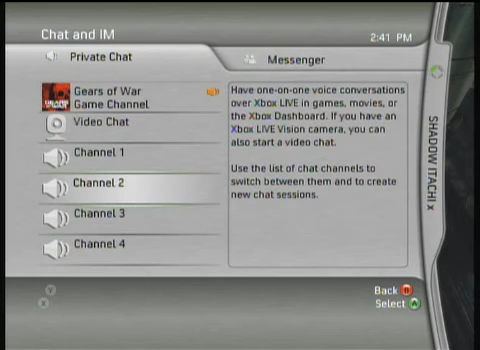 Chat and IM
2:41 PM
Private Chat
Messenger
Gears of War
Game Channel
Video Chat
Channel 1
Channel 2
Channel 3
Channel 4
Have one-on-one voice conversations
over Xbox LIVE in games, movies, or
the Xbox Dashboard. If you have an
Xbox LIVE Vision camera, you can
also start a video chat.
Use the list of chat channels to
switch between them and to create
new chat sessions.
SHADOW ITACHI x
Y
X
Back B
Select A